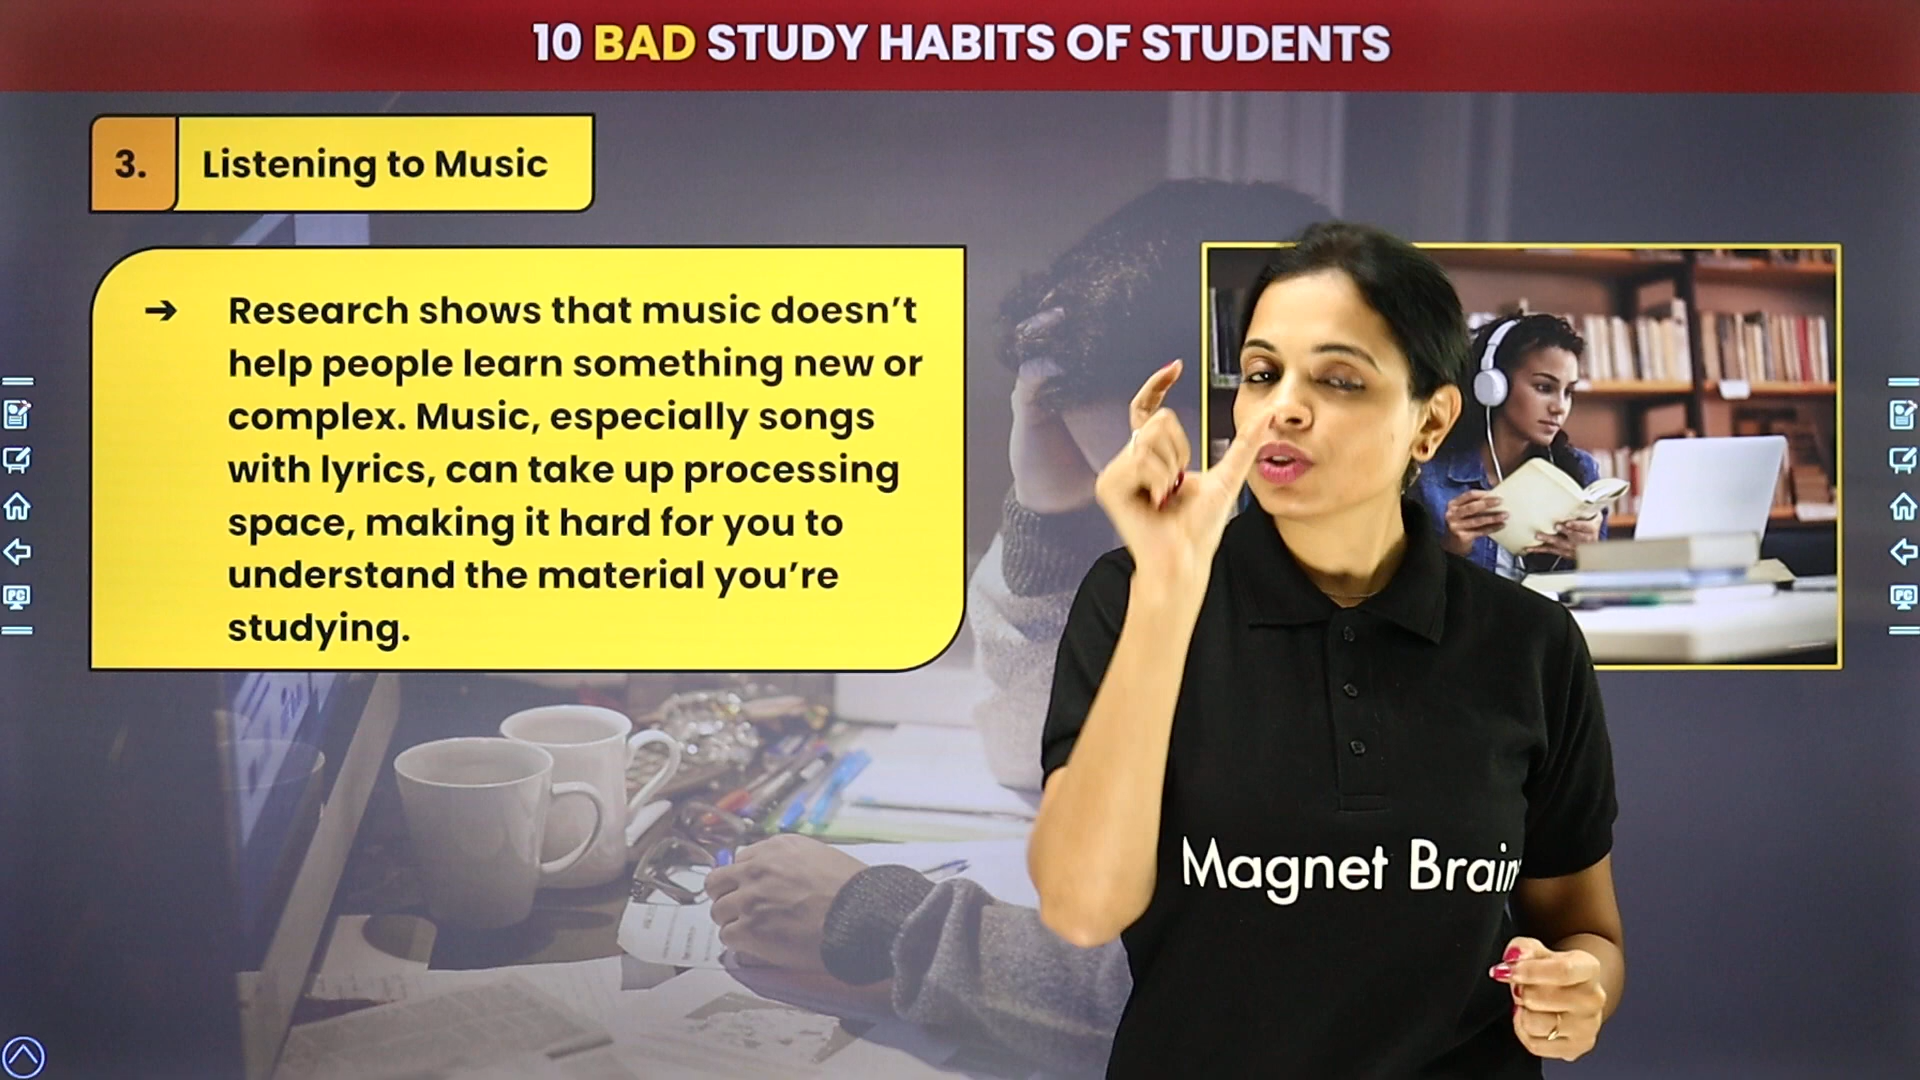 10 BAD STUDY HABITS OF STUDENTS
3. Listening to Music
➔ Research shows that music doesn't
help people learn something new or
complex. Music, especially songs
with lyrics, can take up processing
space, making it hard for you to
understand the material you're
studying.
Magnet Brain
PC
PC